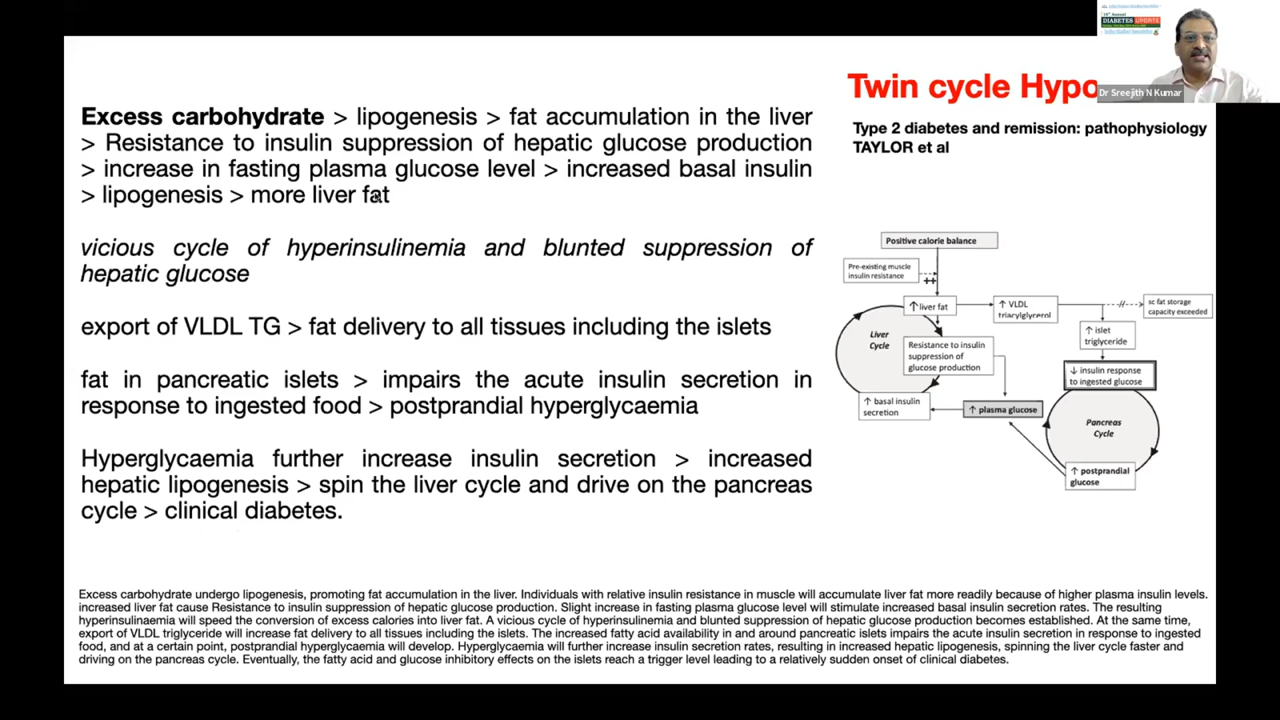 DIABETES UPDATE
Dr Sreejith N Kumar
Twin cycle Hypo
Type 2 diabetes and remission: pathophysiology
TAYLOR et al
Excess carbohydrate > lipogenesis > fat accumulation in the liver
> Resistance to insulin suppression of hepatic glucose production
> increase in fasting plasma glucose level > increased basal insulin
> lipogenesis > more liver fat
vicious cycle of hyperinsulinemia and blunted suppression of
hepatic glucose
export of VLDL TG > fat delivery to all tissues including the islets
fat in pancreatic islets > impairs the acute insulin secretion in
response to ingested food > postprandial hyperglycaemia
Hyperglycaemia further increase insulin secretion > increased
hepatic lipogenesis > spin the liver cycle and drive on the pancreas
cycle > clinical diabetes.
Positive calorie balance
Pre-existing muscle
insulin resistance
++
↑ liver fat
↑ VLDL
triacylglycerol
//
sc fat storage
capacity exceeded
Liver
Cycle
Resistance to insulin
suppression of
glucose production
↑ islet
triglyceride
↓ insulin response
to ingested glucose
↑ basal insulin
secretion
↑ plasma glucose
Pancreas
Cycle
↑ postprandial
glucose
Excess carbohydrate undergo lipogenesis, promoting fat accumulation in the liver. Individuals with relative insulin resistance in muscle will accumulate liver fat more readily because of higher plasma insulin levels.
increased liver fat cause Resistance to insulin suppression of hepatic glucose production. Slight increase in fasting plasma glucose level will stimulate increased basal insulin secretion rates. The resulting
hyperinsulinaemia will speed the conversion of excess calories into liver fat. A vicious cycle of hyperinsulinemia and blunted suppression of hepatic glucose production becomes established. At the same time,
export of VLDL triglyceride will increase fat delivery to all tissues including the islets. The increased fatty acid availability in and around pancreatic islets impairs the acute insulin secretion in response to ingested
food, and at a certain point, postprandial hyperglycaemia will develop. Hyperglycaemia will further increase insulin secretion rates, resulting in increased hepatic lipogenesis, spinning the liver cycle faster and
driving on the pancreas cycle. Eventually, the fatty acid and glucose inhibitory effects on the islets reach a trigger level leading to a relatively sudden onset of clinical diabetes.